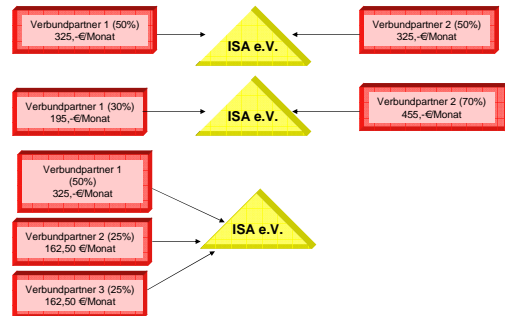 Verbundpartner 1 (50%)
325,-€/Monat
ISA e.V.
Verbundpartner 2 (50%)
325,-€/Monat
Verbundpartner 1 (30%)
195,-€/Monat
ISA e.V.
Verbundpartner 2 (70%)
455,-€/Monat
Verbundpartner 1
(50%)
325,-€/Monat
Verbundpartner 2 (25%)
162,50 €/Monat
ISA e.V.
Verbundpartner 3 (25%)
162,50 €/Monat